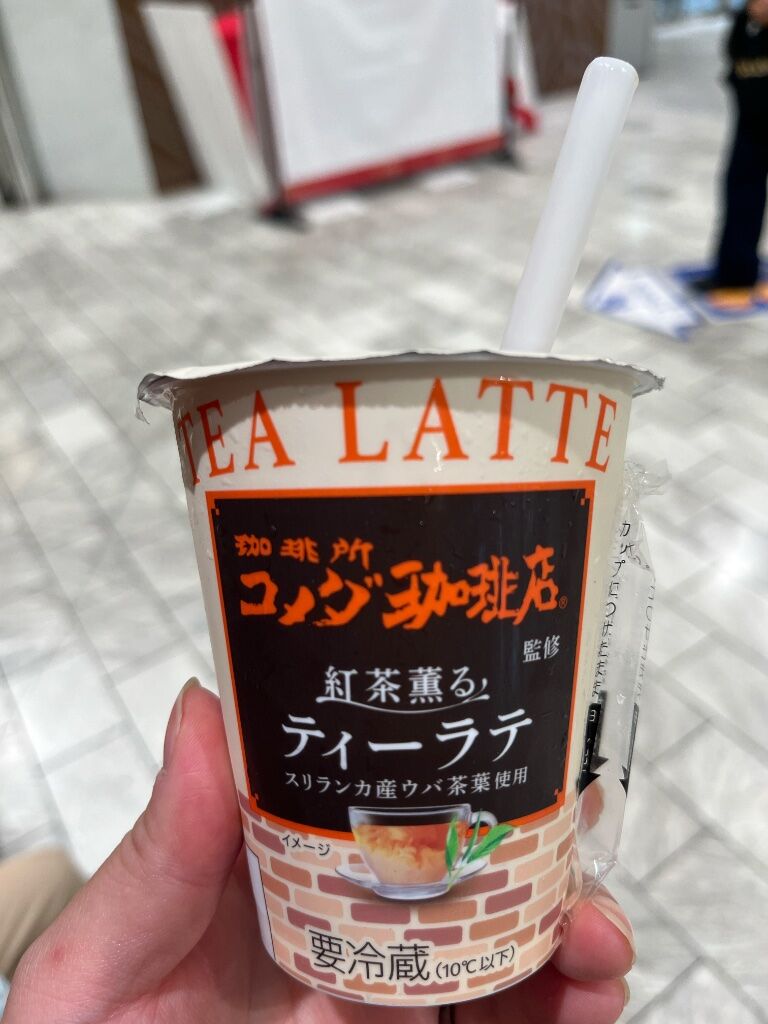 TEA LATTE
珈琲所
コメダ珈琲店®
監修
紅茶薫る
ティーラテ
スリランカ産ウバ茶葉使用
イメージ
要冷蔵(10℃以下)